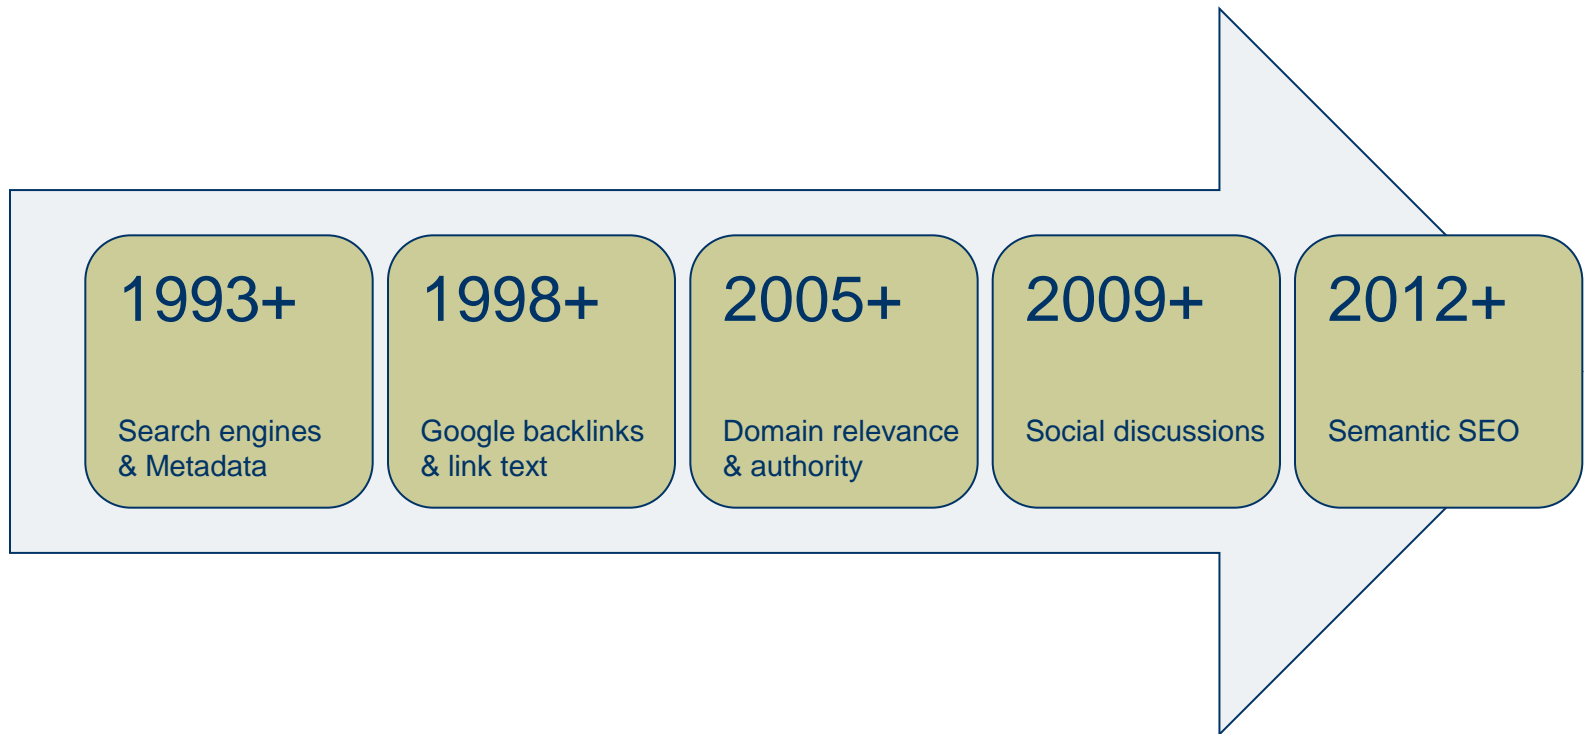 1993+
Search engines
& Metadata
1998+
Google backlinks
& link text
2005+
Domain relevance
& authority
2009+
Social discussions
2012+
Semantic SEO